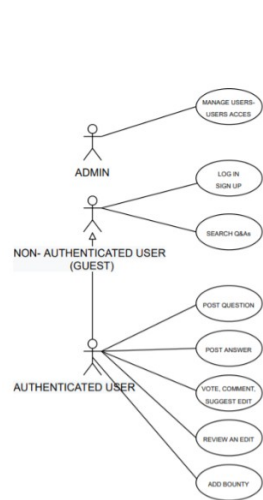 MANAGE USERS-
USERS ACCES
ADMIN
LOG IN
SIGN UP
SEARCH Q&As
NON- AUTHENTICATED USER
(GUEST)
POST QUESTION
POST ANSWER
AUTHENTICATED USER
VOTE, COMMENT,
SUGGEST EDIT
REVIEW AN EDIT
ADD BOUNTY